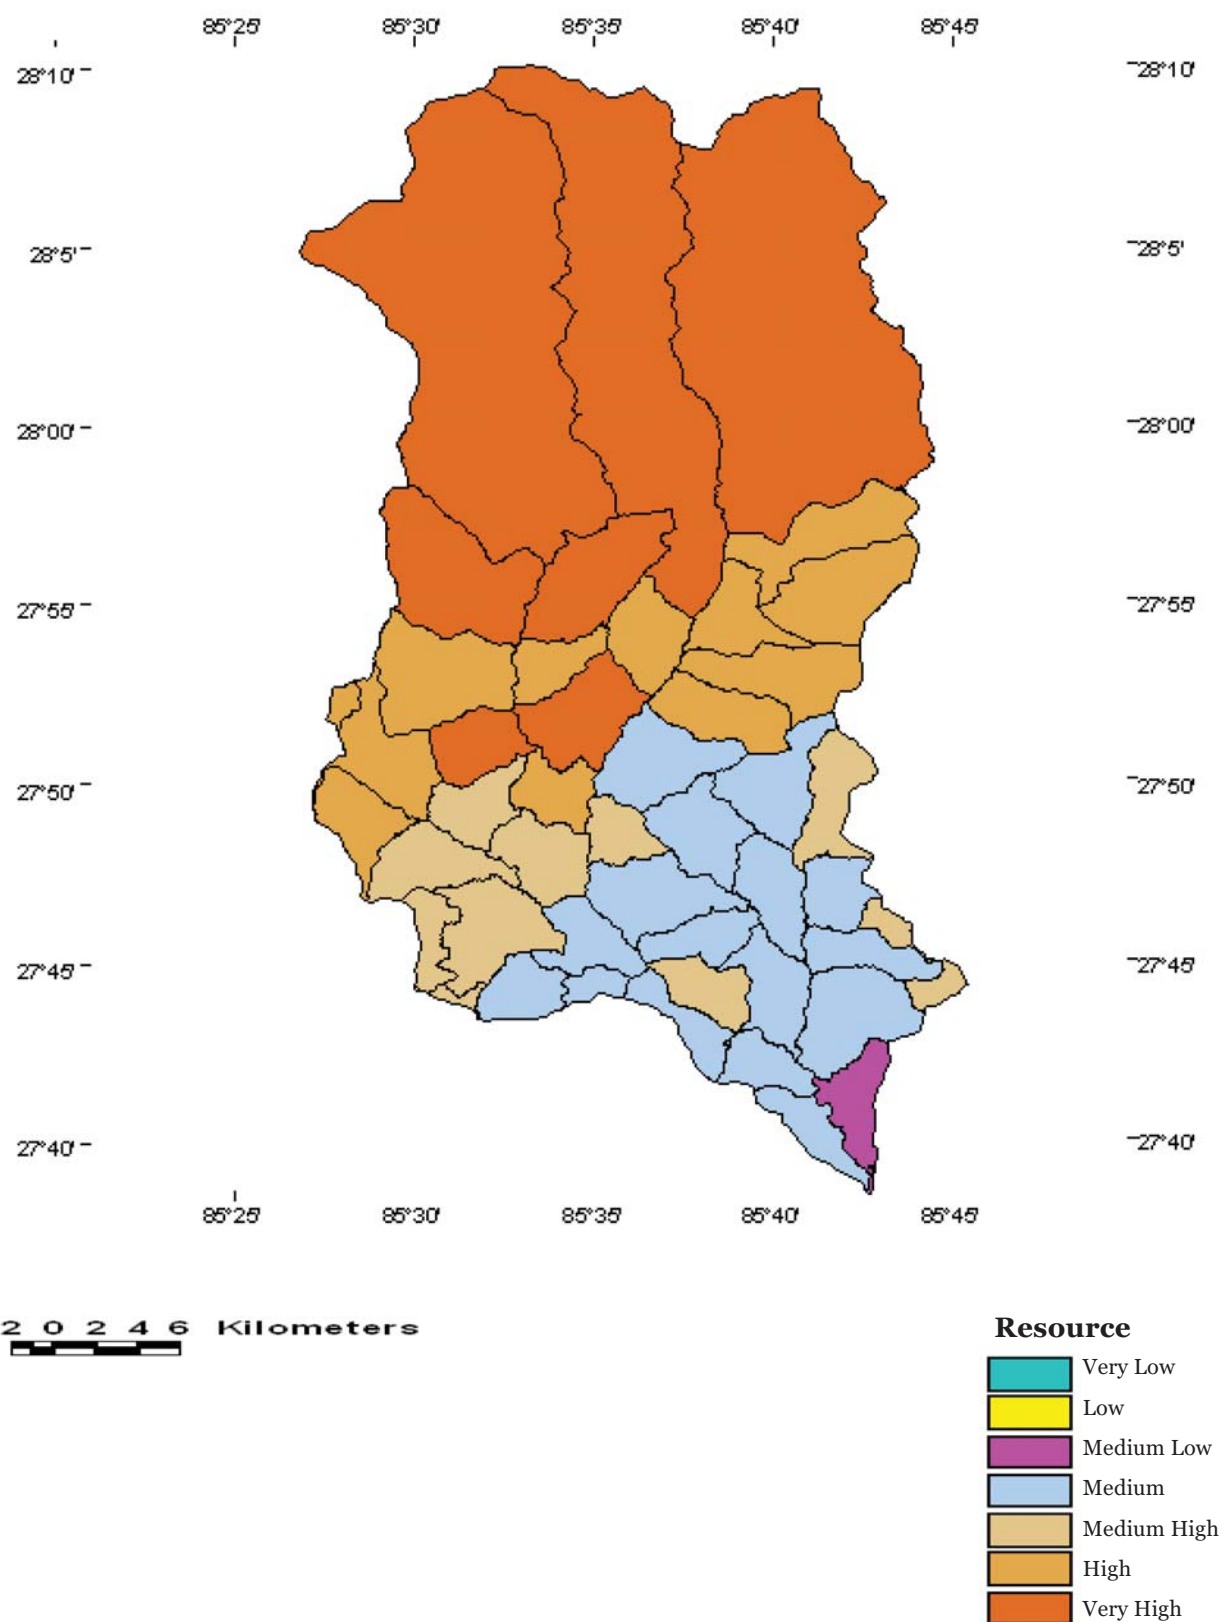 85°25' 85°30' 85°35' 85°40' 85°45'
28°10' 28°10'
28°5' 28°5'
28°00' 28°00'
27°55' 27°55'
27°50' 27°50'
27°45' 27°45'
27°40' 27°40'
85°25' 85°30' 85°35' 85°40' 85°45'
2 0 2 4 6 Kilometers
Resource
Very Low
Low
Medium Low
Medium
Medium High
High
Very High